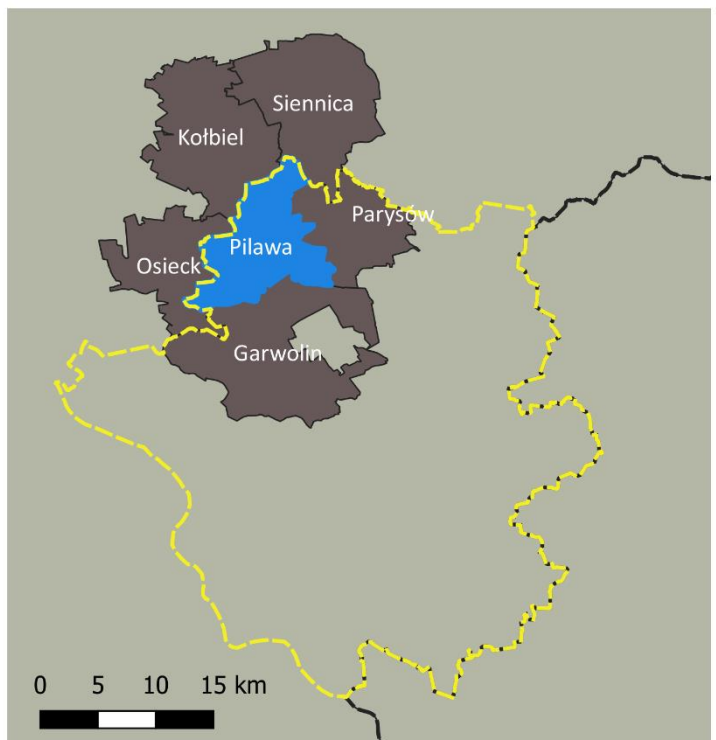 Siennica
Kołbiel
Parysów
Pilawa
Osieck
Garwolin
0 5 10 15 km